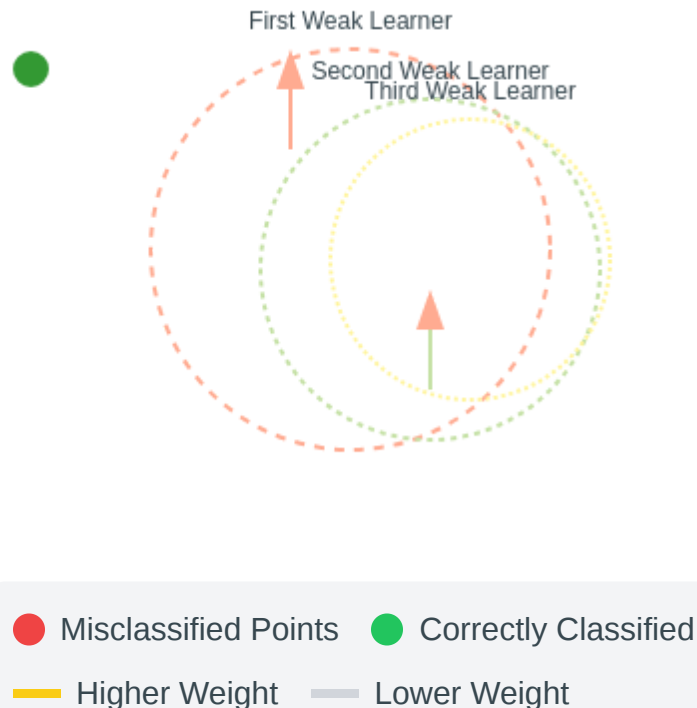 First Weak Learner
Second Weak Learner
Third Weak Learner
Misclassified Points
Correctly Classified
Higher Weight
Lower Weight